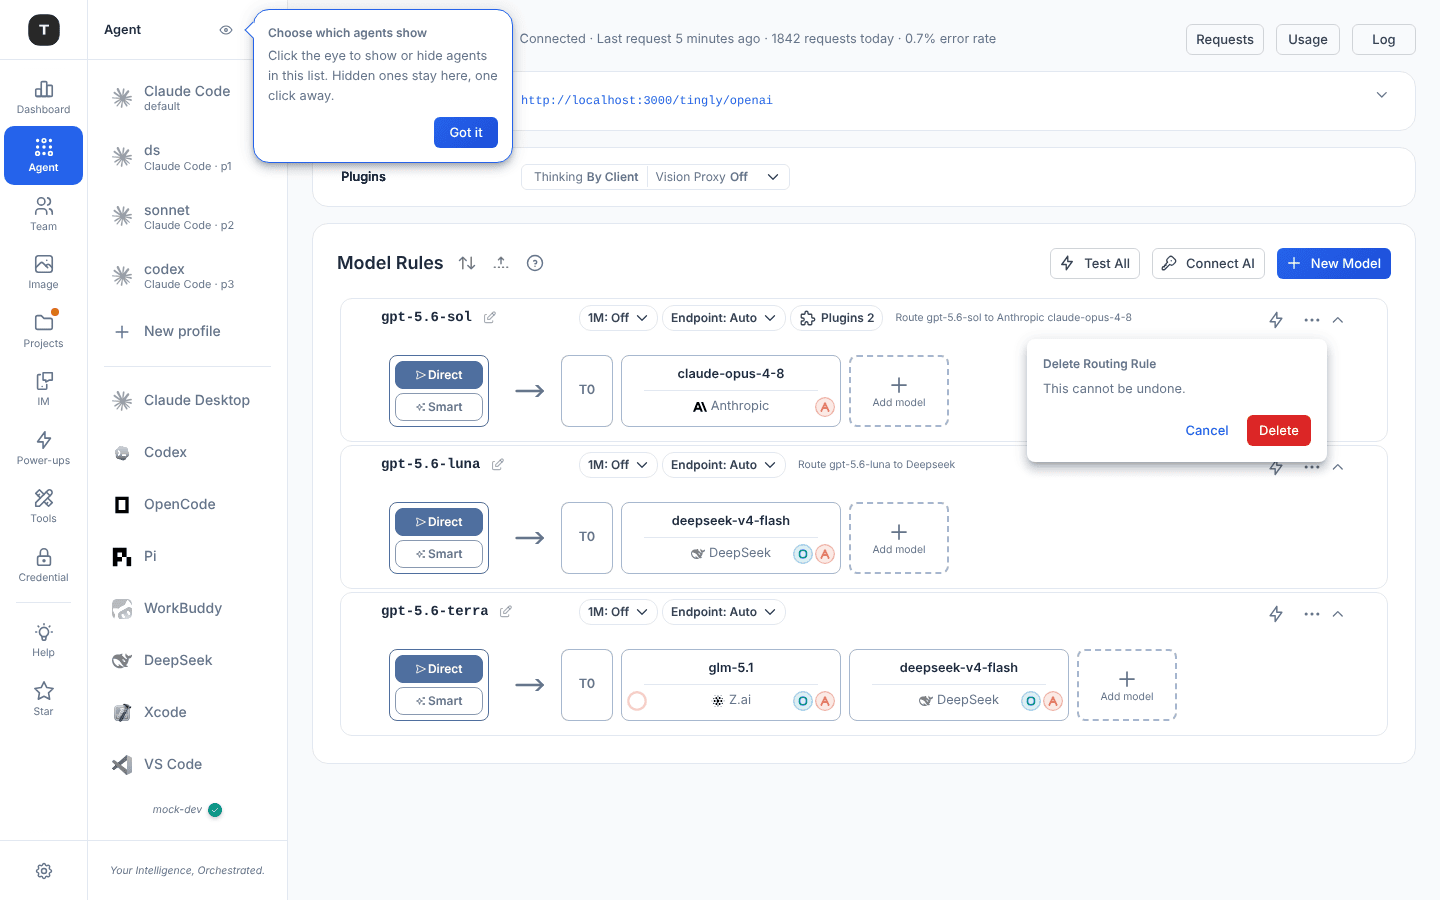 T
Dashboard
Agent
Team
Image
Projects
IM
Power-ups
Tools
Credential
Help
Star
Agent
Claude Code
default
ds
Claude Code · p1
sonnet
Claude Code · p2
codex
Claude Code · p3
New profile
Claude Desktop
Codex
OpenCode
Pi
WorkBuddy
DeepSeek
Xcode
VS Code
mock-dev
Your Intelligence, Orchestrated.
Choose which agents show
Click the eye to show or hide agents
in this list. Hidden ones stay here, one
click away.
Got it
Connected · Last request 5 minutes ago · 1842 requests today · 0.7% error rate
Requests
Usage
Log
http://localhost:3000/tingly/openai
Plugins
Thinking By Client
Vision Proxy Off
Model Rules
Test All
Connect AI
New Model
gpt-5.6-sol
1M: Off
Endpoint: Auto
Plugins 2
Route gpt-5.6-sol to Anthropic claude-opus-4-8
Direct
Smart
T0
claude-opus-4-8
Anthropic
A
Add model
Delete Routing Rule
This cannot be undone.
Cancel
Delete
gpt-5.6-luna
1M: Off
Endpoint: Auto
Route gpt-5.6-luna to Deepseek
Direct
Smart
T0
deepseek-v4-flash
DeepSeek
O
A
Add model
gpt-5.6-terra
1M: Off
Endpoint: Auto
Direct
Smart
T0
glm-5.1
Z.ai
O
A
deepseek-v4-flash
DeepSeek
O
A
Add model